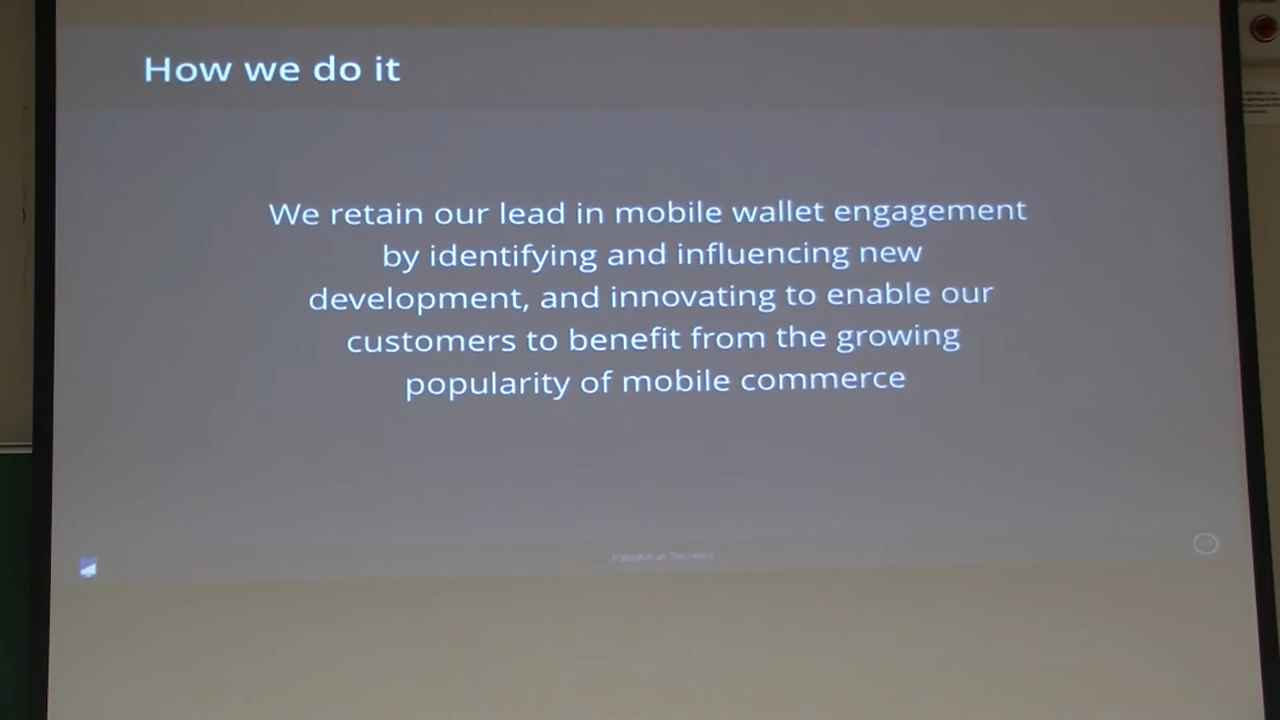 How we do it
We retain our lead in mobile wallet engagement
by identifying and influencing new
development, and innovating to enable our
customers to benefit from the growing
popularity of mobile commerce